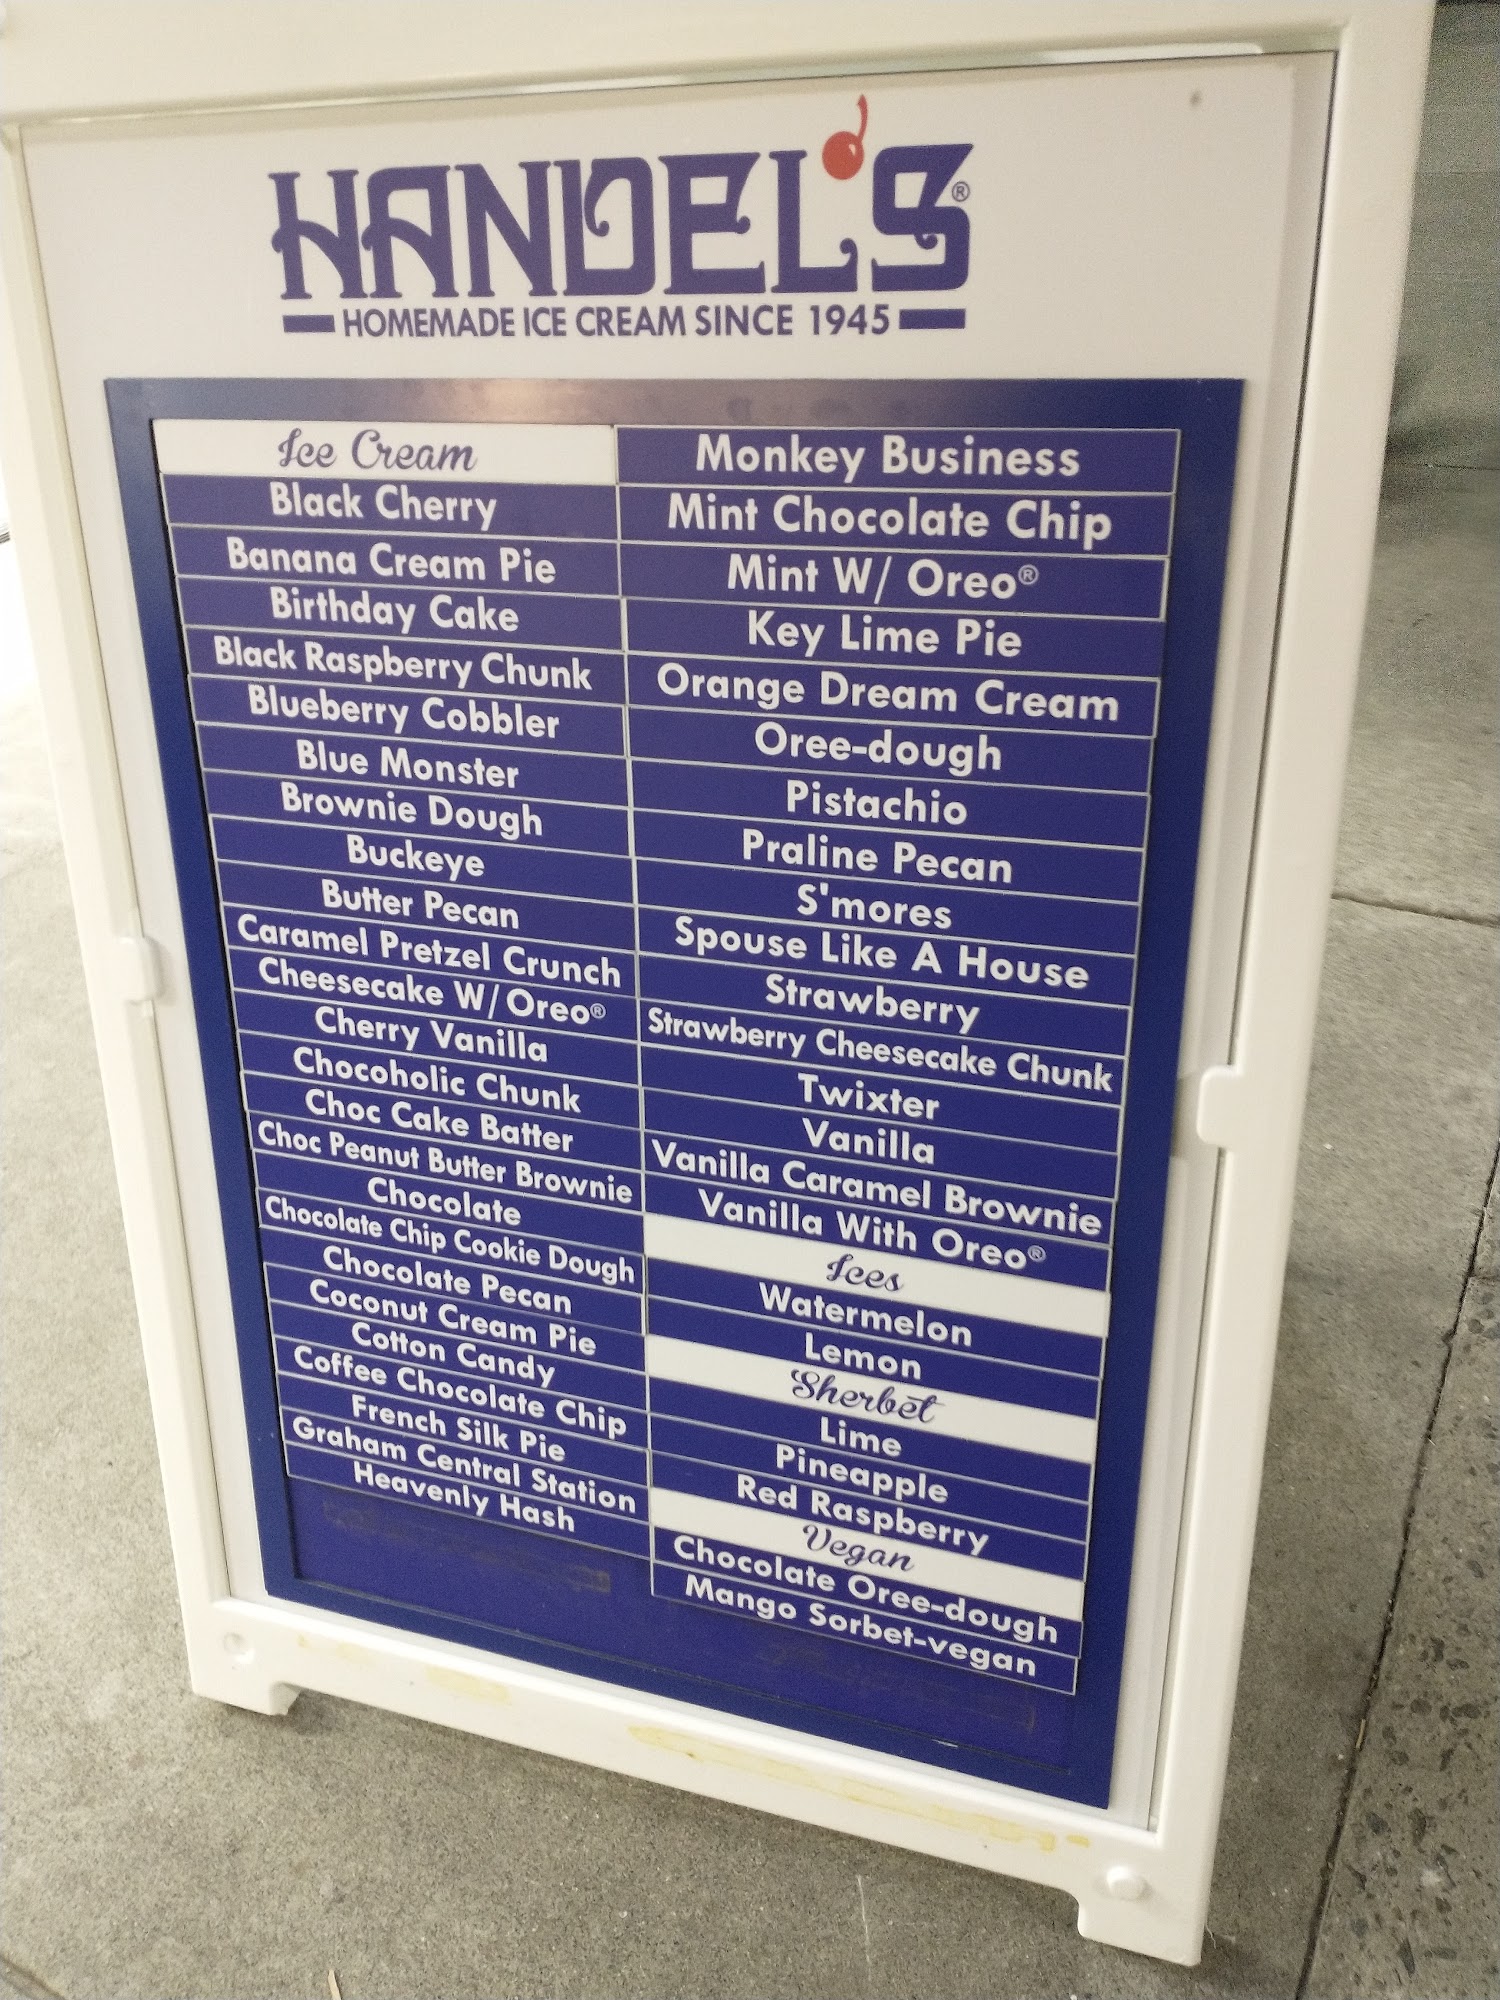 HANDEL'S®
HOMEMADE ICE CREAM SINCE 1945
Ice Cream
Black Cherry
Banana Cream Pie
Birthday Cake
Black Raspberry Chunk
Blueberry Cobbler
Blue Monster
Brownie Dough
Buckeye
Butter Pecan
Caramel Pretzel Crunch
Cheesecake W/ Oreo®
Cherry Vanilla
Chocoholic Chunk
Choc Cake Batter
Choc Peanut Butter Brownie
Chocolate
Chocolate Chip Cookie Dough
Chocolate Pecan
Coconut Cream Pie
Cotton Candy
Coffee Chocolate Chip
French Silk Pie
Graham Central Station
Heavenly Hash
Monkey Business
Mint Chocolate Chip
Mint W/ Oreo®
Key Lime Pie
Orange Dream Cream
Oree-dough
Pistachio
Praline Pecan
S'mores
Spouse Like A House
Strawberry
Strawberry Cheesecake Chunk
Twixter
Vanilla
Vanilla Caramel Brownie
Vanilla With Oreo®
Ices
Watermelon
Lemon
Sherbet
Lime
Pineapple
Red Raspberry
Vegan
Chocolate Oree-dough
Mango Sorbet-vegan